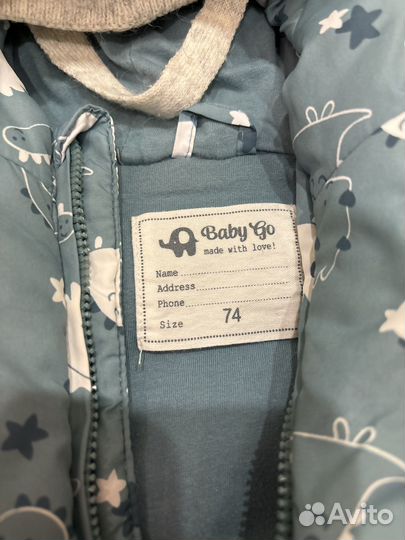 Baby Go
made with love!
Name
Address
Phone
Size 74
Avito